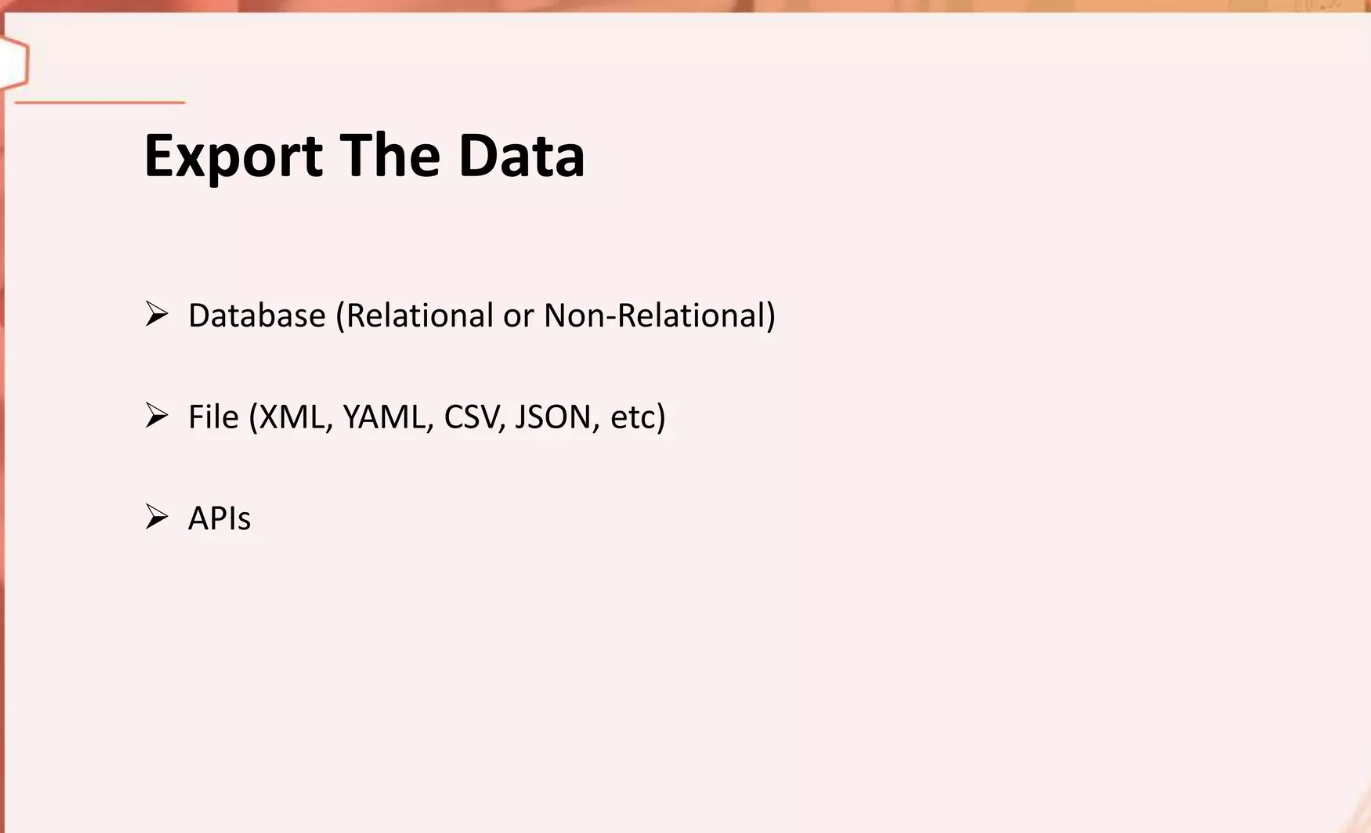 Export The Data
➢ Database (Relational or Non-Relational)
➢ File (XML, YAML, CSV, JSON, etc)
➢ APIs